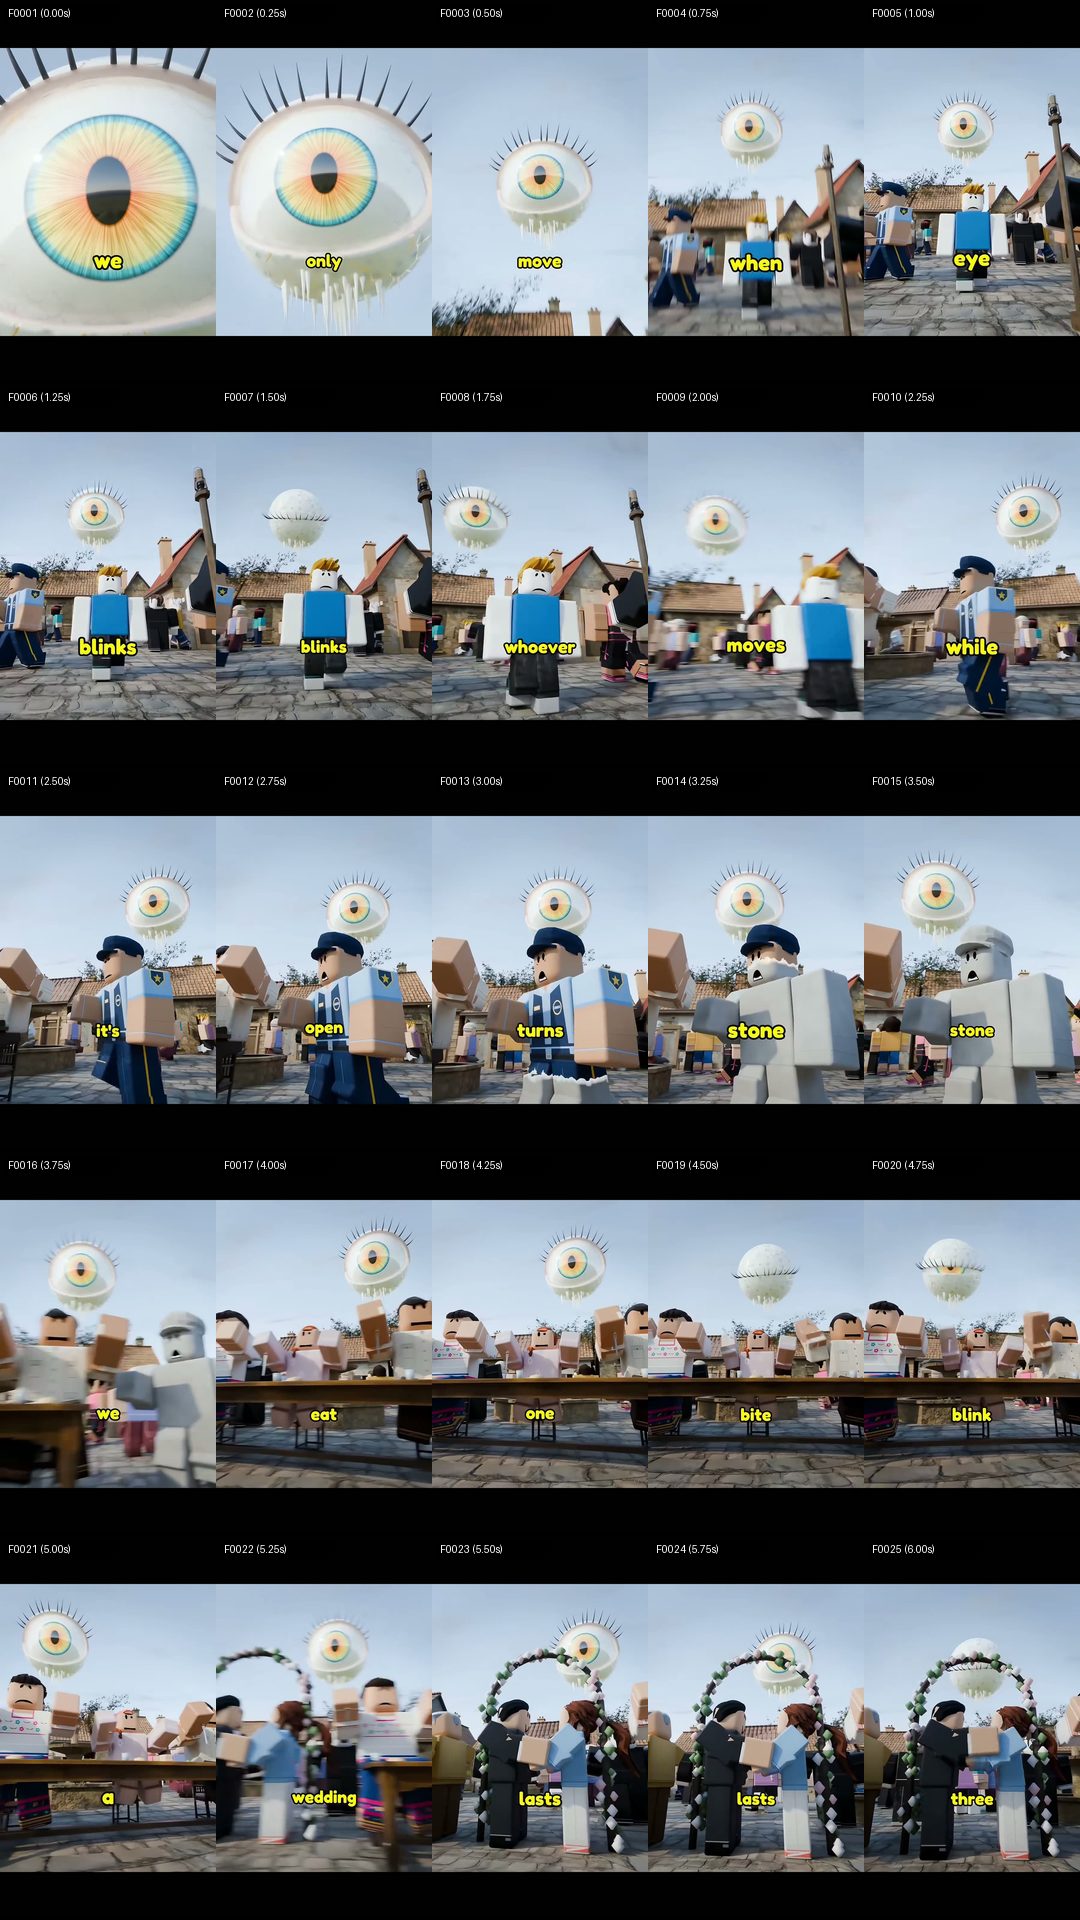 F0001 (0.00s) F0002 (0.25s) F0003 (0.50s) F0004 (0.75s) F0005 (1.00s)
we only move when eye
F0006 (1.25s) F0007 (1.50s) F0008 (1.75s) F0009 (2.00s) F0010 (2.25s)
blinks blinks whoever moves while
F0011 (2.50s) F0012 (2.75s) F0013 (3.00s) F0014 (3.25s) F0015 (3.50s)
it's open turns stone stone
F0016 (3.75s) F0017 (4.00s) F0018 (4.25s) F0019 (4.50s) F0020 (4.75s)
we eat one bite blink
F0021 (5.00s) F0022 (5.25s) F0023 (5.50s) F0024 (5.75s) F0025 (6.00s)
a wedding lasts lasts three